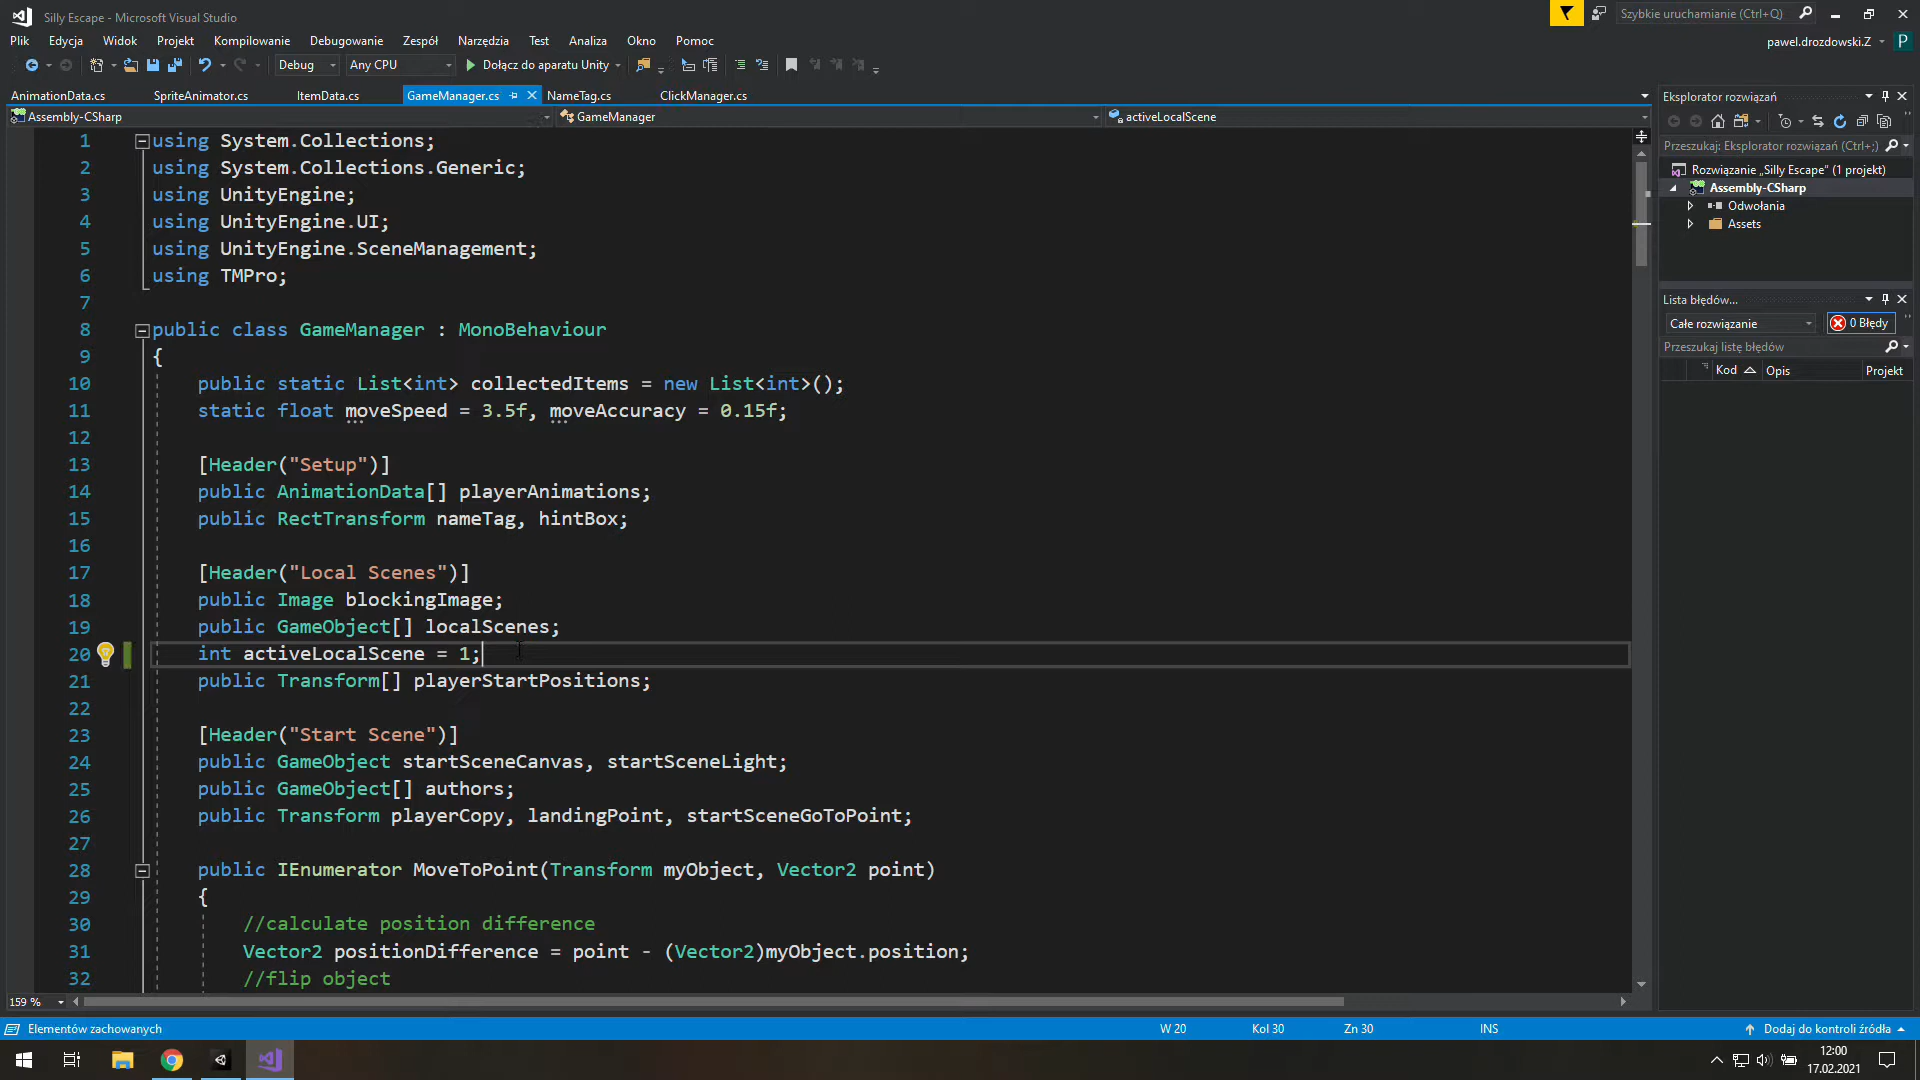 Silly Escape - Microsoft Visual Studio
Szybkie uruchamianie (Ctrl+Q)
Plik Edycja Widok Projekt Kompilowanie Debugowanie Zespół Narzędzia Test Analiza Okno Pomoc
pawel.drozdowski.Z P
Debug Any CPU Dołącz do aparatu Unity
AnimationData.cs SpriteAnimator.cs ItemData.cs GameManager.cs NameTag.cs ClickManager.cs
Assembly-CSharp GameManager activeLocalScene
1 using System.Collections;
2 using System.Collections.Generic;
3 using UnityEngine;
4 using UnityEngine.UI;
5 using UnityEngine.SceneManagement;
6 using TMPro;
7
8 public class GameManager : MonoBehaviour
9 {
10 public static List<int> collectedItems = new List<int>();
11 static float moveSpeed = 3.5f, moveAccuracy = 0.15f;
12
13 [Header("Setup")]
14 public AnimationData[] playerAnimations;
15 public RectTransform nameTag, hintBox;
16
17 [Header("Local Scenes")]
18 public Image blockingImage;
19 public GameObject[] localScenes;
20 int activeLocalScene = 1;
21 public Transform[] playerStartPositions;
22
23 [Header("Start Scene")]
24 public GameObject startSceneCanvas, startSceneLight;
25 public GameObject[] authors;
26 public Transform playerCopy, landingPoint, startSceneGoToPoint;
27
28 public IEnumerator MoveToPoint(Transform myObject, Vector2 point)
29 {
30 //calculate position difference
31 Vector2 positionDifference = point - (Vector2)myObject.position;
32 //flip object
159 %
Eksplorator rozwiązań
Przeszukaj: Eksplorator rozwiązań (Ctrl+;)
Rozwiązanie „Silly Escape” (1 projekt)
Assembly-CSharp
Odwołania
Assets
Lista błędów...
Całe rozwiązanie 0 Błędy
Przeszukaj listę błędów
Kod Opis Projekt
Elementów zachowanych W 20 Kol 30 Zn 30 INS Dodaj do kontroli źródła
12:00
17.02.2021